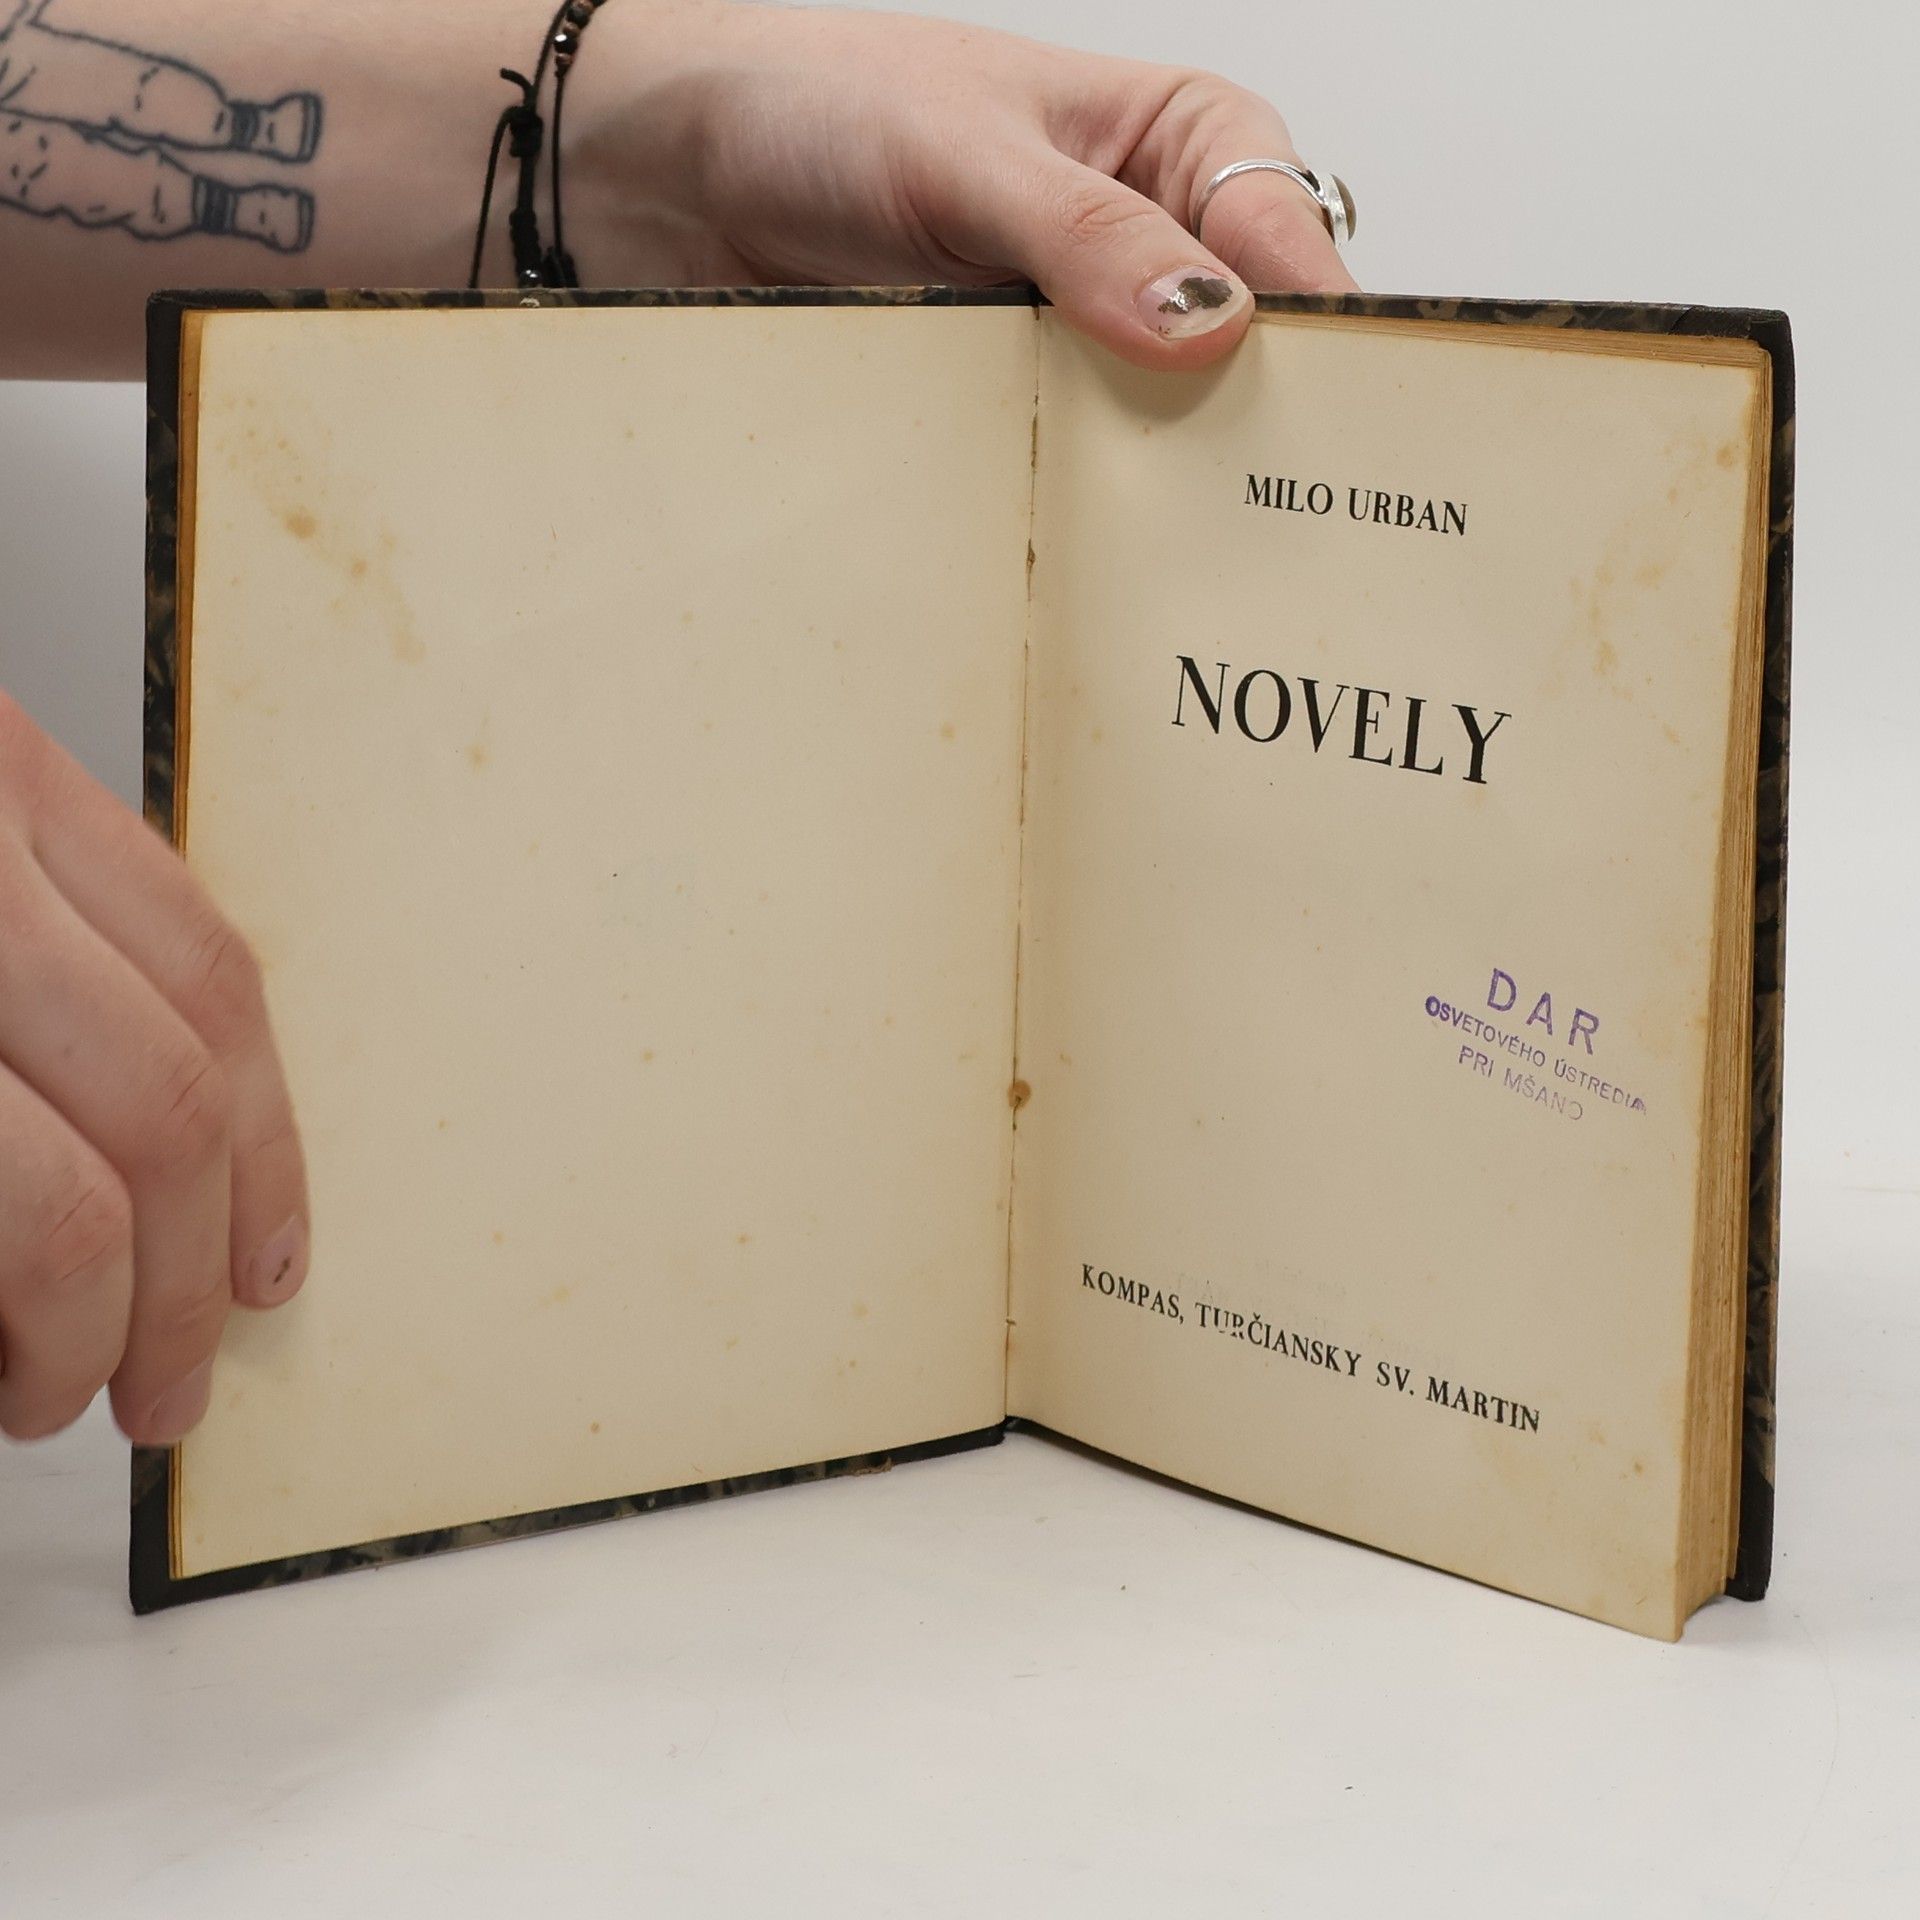 MILO URBAN
NOVELY
DAR
OSVETOVÉHO ÚSTREDIA
PRI MŠANO
KOMPAS, TURČIANSKY SV. MARTIN